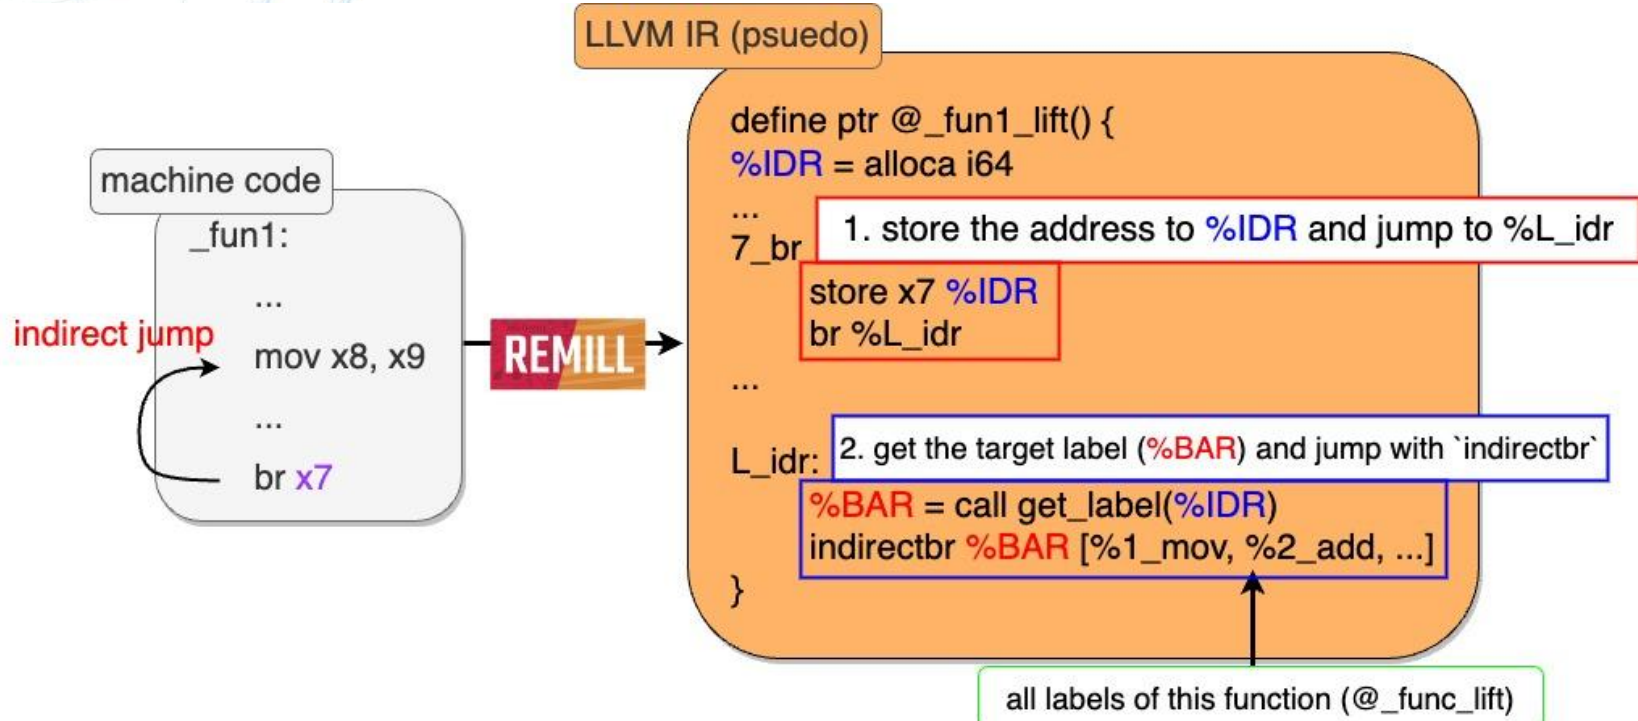 LLVM IR (psuedo)
machine code
_fun1:
...
indirect jump
mov x8, x9
...
br x7
REMILL
define ptr @_fun1_lift() {
%IDR = alloca i64
...
7_br
1. store the address to %IDR and jump to %L_idr
store x7 %IDR
br %L_idr
...
L_idr:
2. get the target label (%BAR) and jump with `indirectbr`
%BAR = call get_label(%IDR)
indirectbr %BAR [%1_mov, %2_add, ...]
}
all labels of this function (@_func_lift)